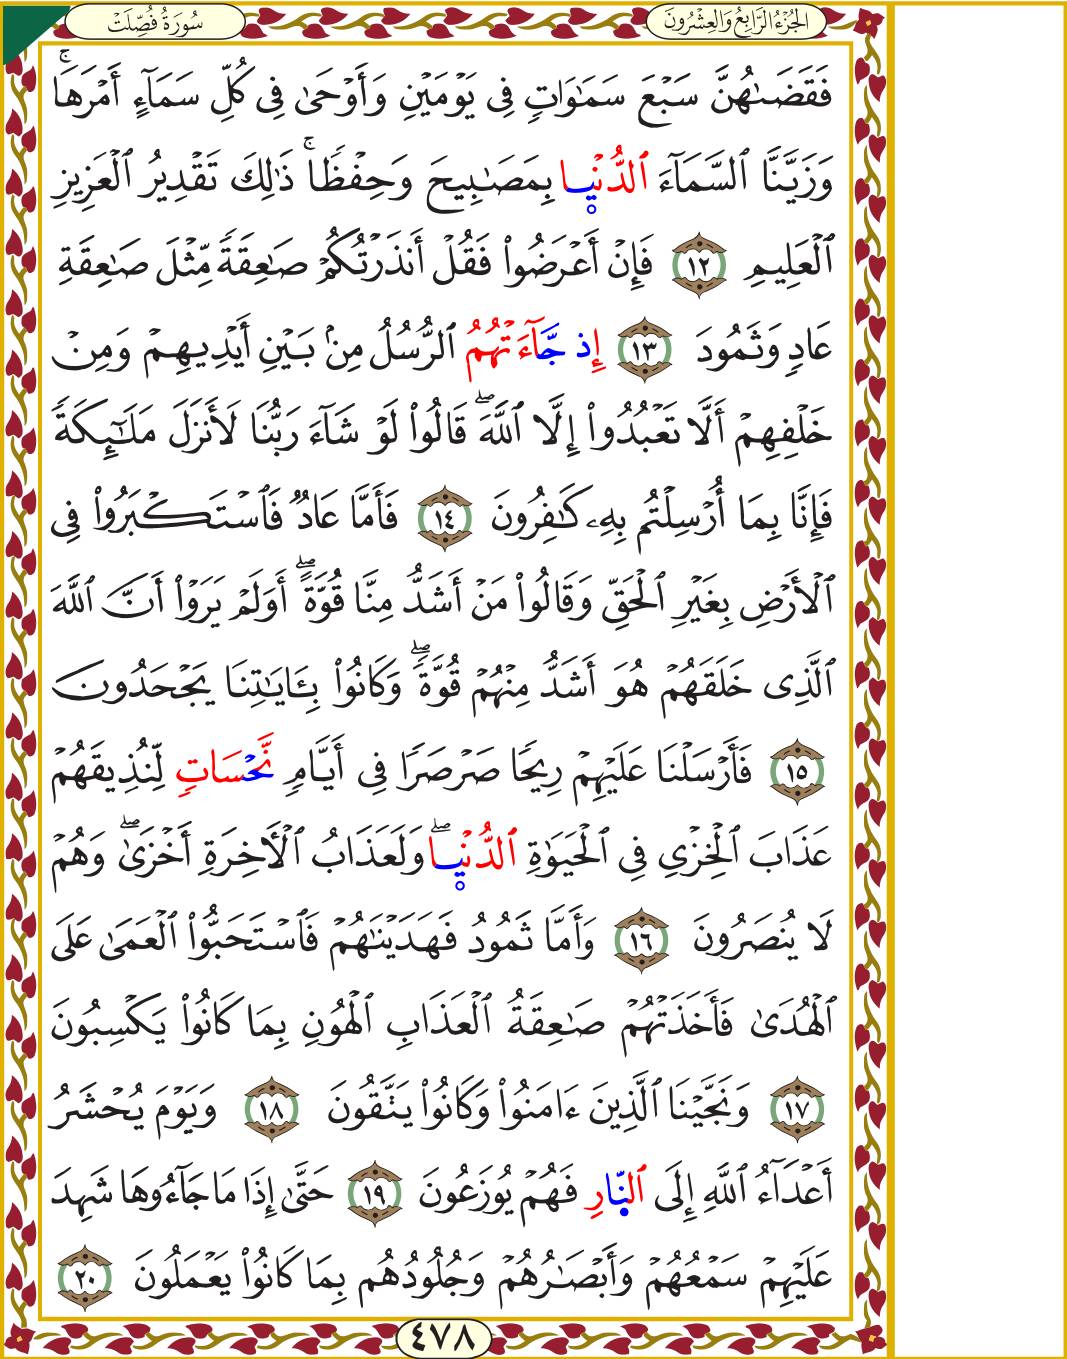 الجُزْءُ الرَّابِعُ وَالعِشْرُونَ
سُورَةُ فُصِّلَتْ
فَقَضَىٰهُنَّ سَبْعَ سَمَٰوَاتٍ فِى يَوْمَيْنِ وَأَوْحَىٰ فِى كُلِّ سَمَآءٍ أَمْرَهَاۚ
وَزَيَّنَّا ٱلسَّمَآءَ ٱلدُّنْيا بِمَصَٰبِيحَ وَحِفْظًاۚ ذَٰلِكَ تَقْدِيرُ ٱلْعَزِيزِ
ٱلْعَلِيمِ ١٢ فَإِنْ أَعْرَضُوا۟ فَقُلْ أَنذَرْتُكُمْ صَٰعِقَةً مِّثْلَ صَٰعِقَةِ
عَادٍ وَثَمُودَ ١٣ إِذ جَّآءَتْهُمُ ٱلرُّسُلُ مِنۢ بَيْنِ أَيْدِيهِمْ وَمِنْ
خَلْفِهِمْ أَلَّا تَعْبُدُوا۟ إِلَّا ٱللَّهَۖ قَالُوا۟ لَوْ شَآءَ رَبُّنَا لَأَنزَلَ مَلَٰٓئِكَةً
فَإِنَّا بِمَا أُرْسِلْتُم بِهِۦ كَٰفِرُونَ ١٤ فَأَمَّا عَادٌ فَٱسْتَكْبَرُوا۟ فِى
ٱلْأَرْضِ بِغَيْرِ ٱلْحَقِّ وَقَالُوا۟ مَنْ أَشَدُّ مِنَّا قُوَّةًۖ أَوَلَمْ يَرَوْا۟ أَنَّ ٱللَّهَ
ٱلَّذِى خَلَقَهُمْ هُوَ أَشَدُّ مِنْهُمْ قُوَّةًۖ وَكَانُوا۟ بِـَٔايَٰتِنَا يَجْحَدُونَ
١٥ فَأَرْسَلْنَا عَلَيْهِمْ رِيحًا صَرْصَرًا فِى أَيَّامٍ نَّحْسَاتٍ لِّنُذِيقَهُمْ
عَذَابَ ٱلْخِزْىِ فِى ٱلْحَيَوٰةِ ٱلدُّنْياۖ وَلَعَذَابُ ٱلْأَخِرَةِ أَخْزَىٰۖ وَهُمْ
لَا يُنصَرُونَ ١٦ وَأَمَّا ثَمُودُ فَهَدَيْنَٰهُمْ فَٱسْتَحَبُّوا۟ ٱلْعَمَىٰ عَلَى
ٱلْهُدَىٰ فَأَخَذَتْهُمْ صَٰعِقَةُ ٱلْعَذَابِ ٱلْهُونِ بِمَا كَانُوا۟ يَكْسِبُونَ
١٧ وَنَجَّيْنَا ٱلَّذِينَ ءَامَنُوا۟ وَكَانُوا۟ يَتَّقُونَ ١٨ وَيَوْمَ يُحْشَرُ
أَعْدَآءُ ٱللَّهِ إِلَى ٱلنّارِ فَهُمْ يُوزَعُونَ ١٩ حَتَّىٰ إِذَا مَا جَآءُوهَا شَهِدَ
عَلَيْهِمْ سَمْعُهُمْ وَأَبْصَٰرُهُمْ وَجُلُودُهُم بِمَا كَانُوا۟ يَعْمَلُونَ ٢٠
٤٧٨